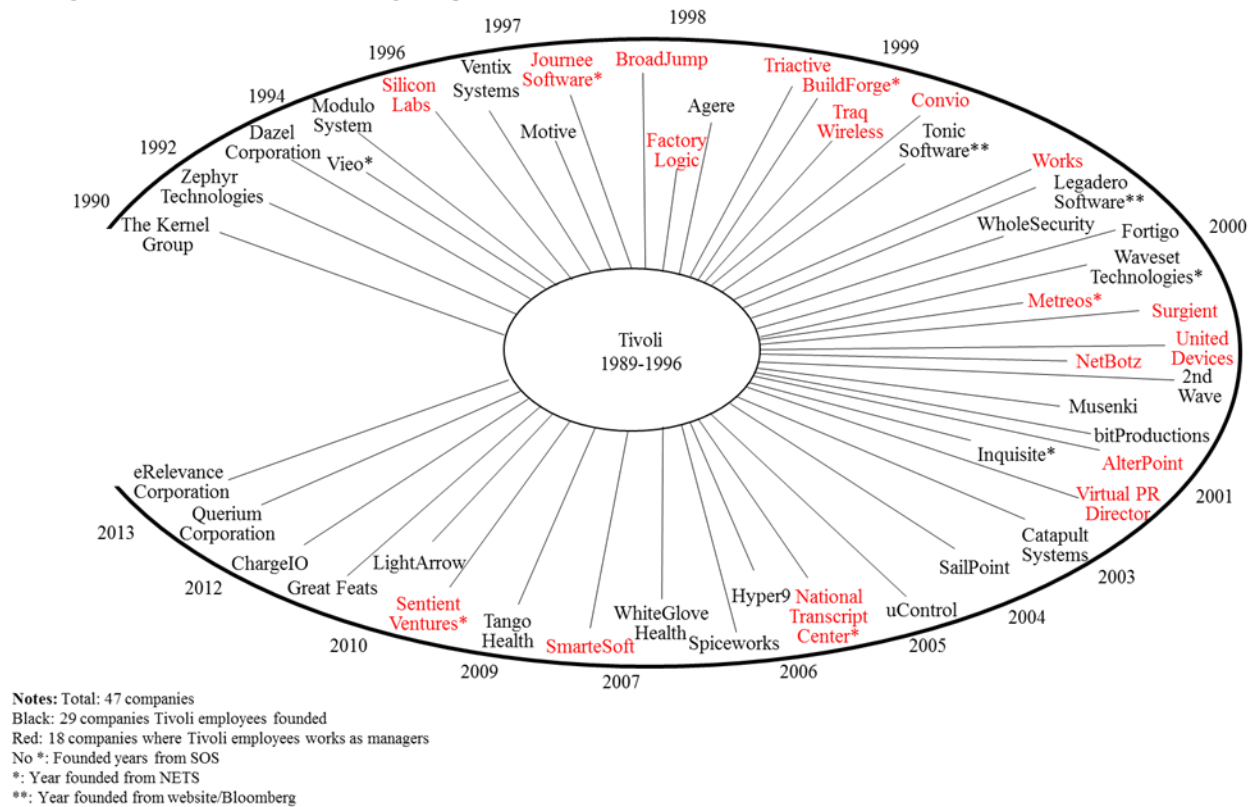 1998
1997
1999
1996
Journee
Software*
BroadJump
Triactive
BuildForge*
Ventix
Systems
Silicon
Labs
Convio
1994
Modulo
System
Agere
Traq
Wireless
Dazel
Corporation
Motive
Factory
Logic
Tonic
Software**
1992
Vieo*
Works
Zephyr
Technologies
Legadero
Software**
1990
The Kernel
Group
WholeSecurity
Fortigo
2000
Waveset
Technologies*
Metreos*
Surgient
Tivoli
1989-1996
United
Devices
NetBotz
2nd
Wave
Musenki
bitProductions
Inquisite*
AlterPoint
eRelevance
Corporation
Virtual PR
Director
2001
Querium
Corporation
2013
Catapult
Systems
ChargeIO
LightArrow
SailPoint
2003
2012
Great Feats
Sentient
Ventures*
Tango
Health
WhiteGlove
Health
Hyper9
National
Transcript
Center*
uControl
2004
SmarteSoft
Spiceworks
2010
2005
2009
2007
2006
Notes: Total: 47 companies
Black: 29 companies Tivoli employees founded
Red: 18 companies where Tivoli employees works as managers
No *: Founded years from SOS
*: Year founded from NETS
**: Year founded from website/Bloomberg